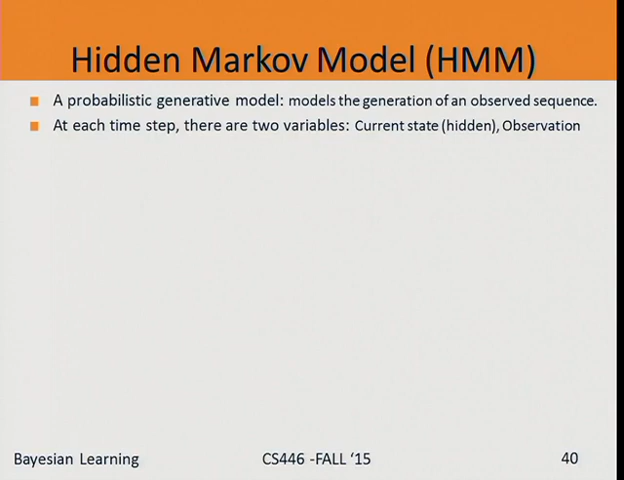 Hidden Markov Model (HMM)
A probabilistic generative model: models the generation of an observed sequence.
At each time step, there are two variables: Current state (hidden), Observation
Bayesian Learning CS446 -FALL ‘15 40